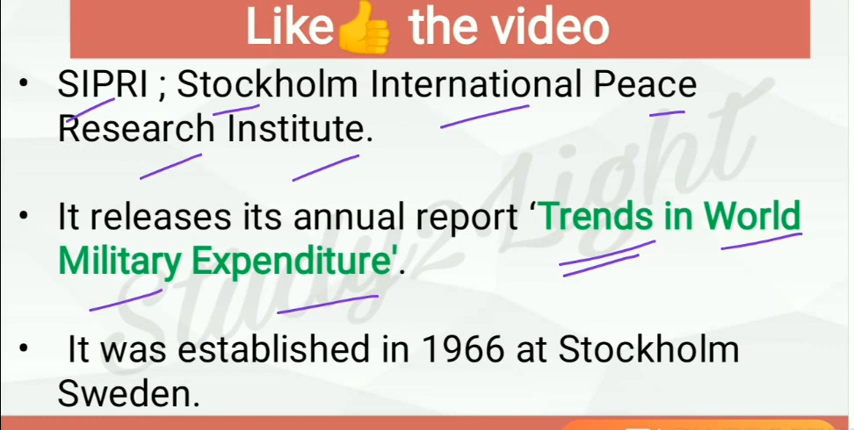 Like👍 the video
• SIPRI ; Stockholm International Peace
Research Institute.
• It releases its annual report ‘Trends in World
Military Expenditure'.
• It was established in 1966 at Stockholm
Sweden.
Study2Light